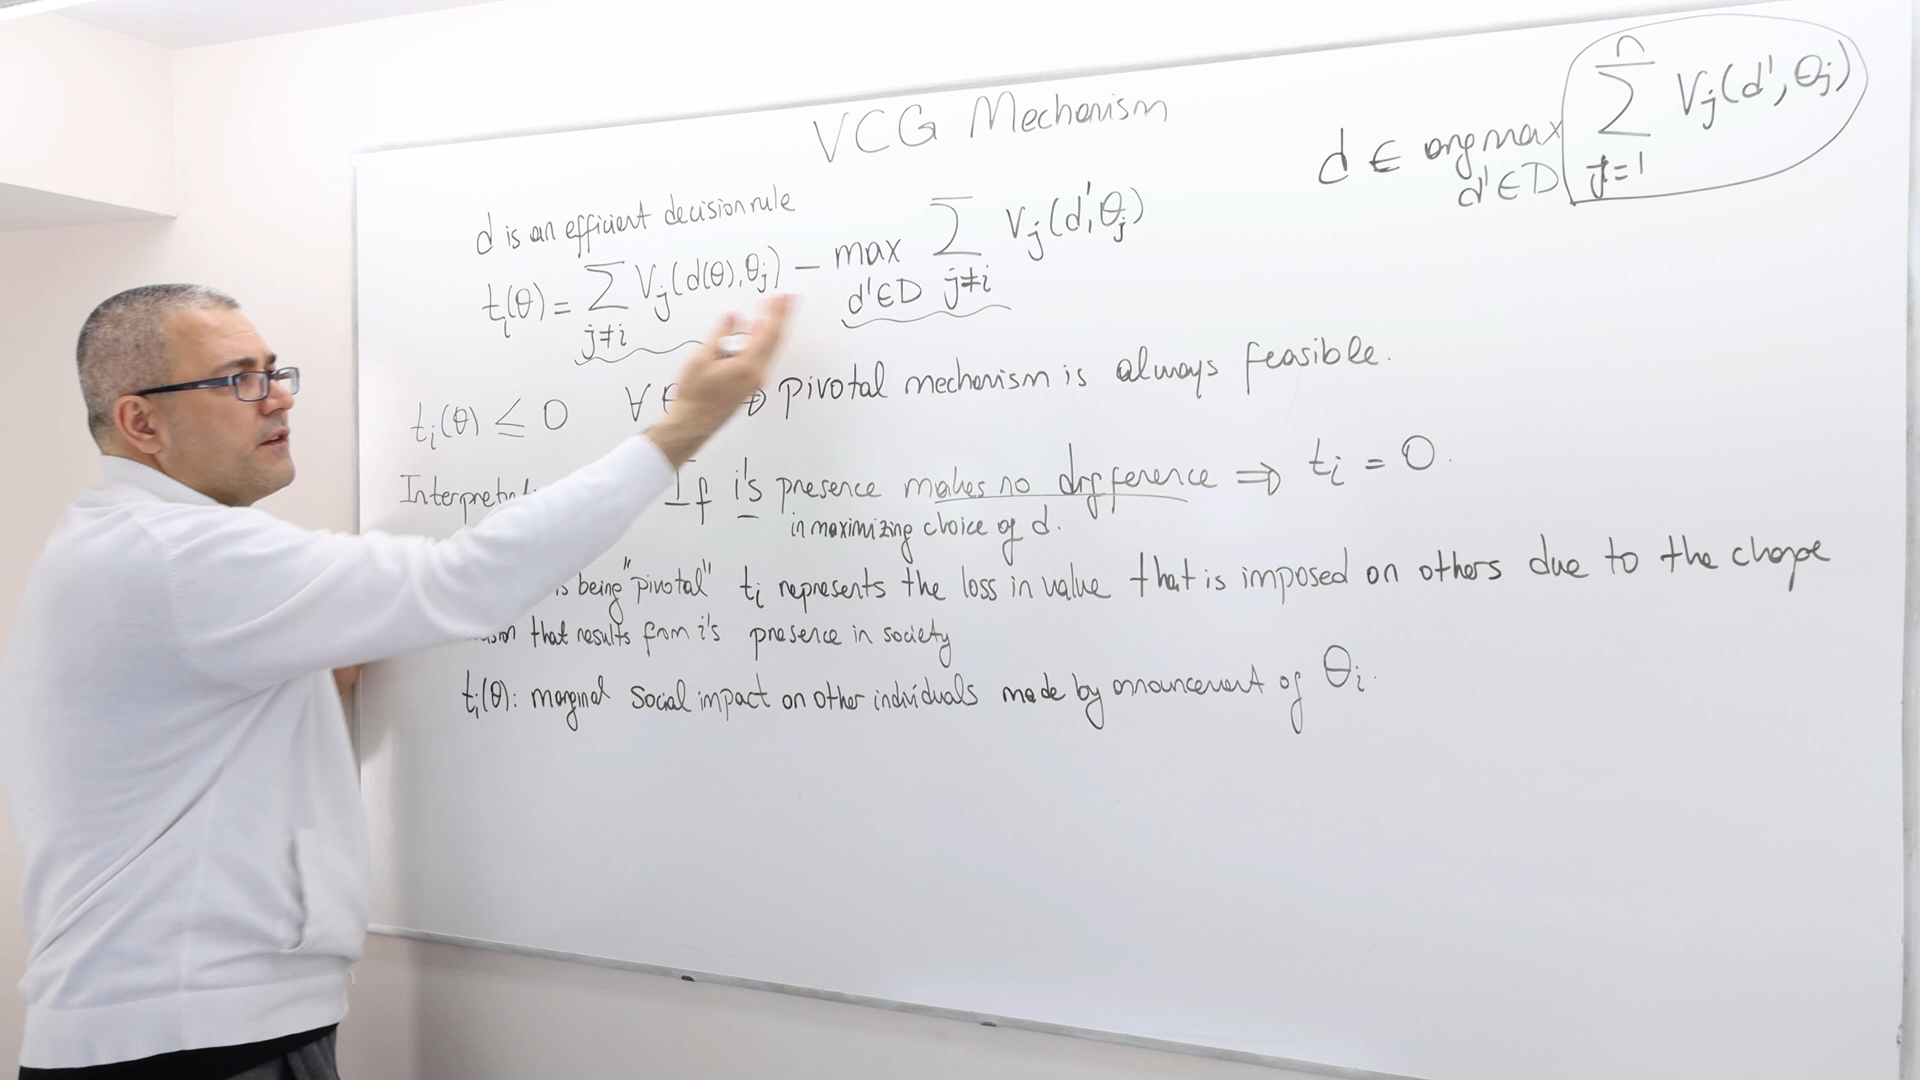 VCG Mechanism
d ∈ argmax d'∈D ∑ j=1 n Vj(d', θj)
d is an efficient decision rule
ti(θ) = ∑ j≠i Vj(d(θ), θj) − max d'∈D ∑ j≠i Vj(d', θj)
ti(θ) ≤ 0 ∀ pivotal mechanism is always feasible.
If i's presence makes no difference ⇒ ti = 0.
in maximizing choice of d.
is being "pivotal" ti represents the loss in value that is imposed on others due to the change
that results from i's presence in society
ti(θ): marginal social impact on other individuals made by announcement of θi.